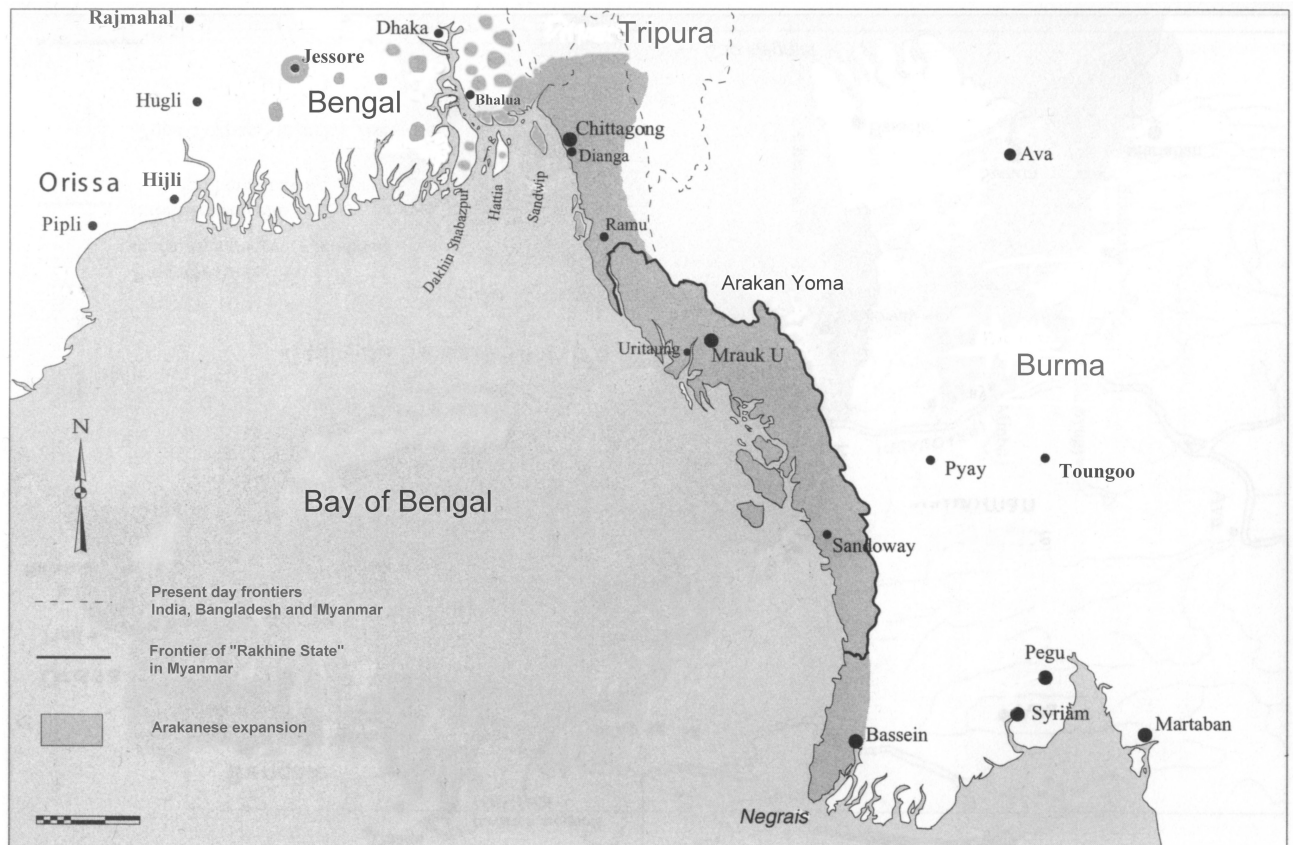 Rajmahal
Dhaka
Tripura
Jessore
Hugli
Bengal
Bhalua
Chittagong
Dianga
Ava
Orissa
Hijli
Pipli
Dakhin Shabazpur
Hattia
Sandwip
Ramu
Arakan Yoma
Uritaung
Mrauk U
Burma
N
Pyay
Toungoo
Bay of Bengal
Sandoway
Present day frontiers
India, Bangladesh and Myanmar
Frontier of "Rakhine State"
in Myanmar
Pegu
Syriam
Martaban
Arakanese expansion
Bassein
Negrais